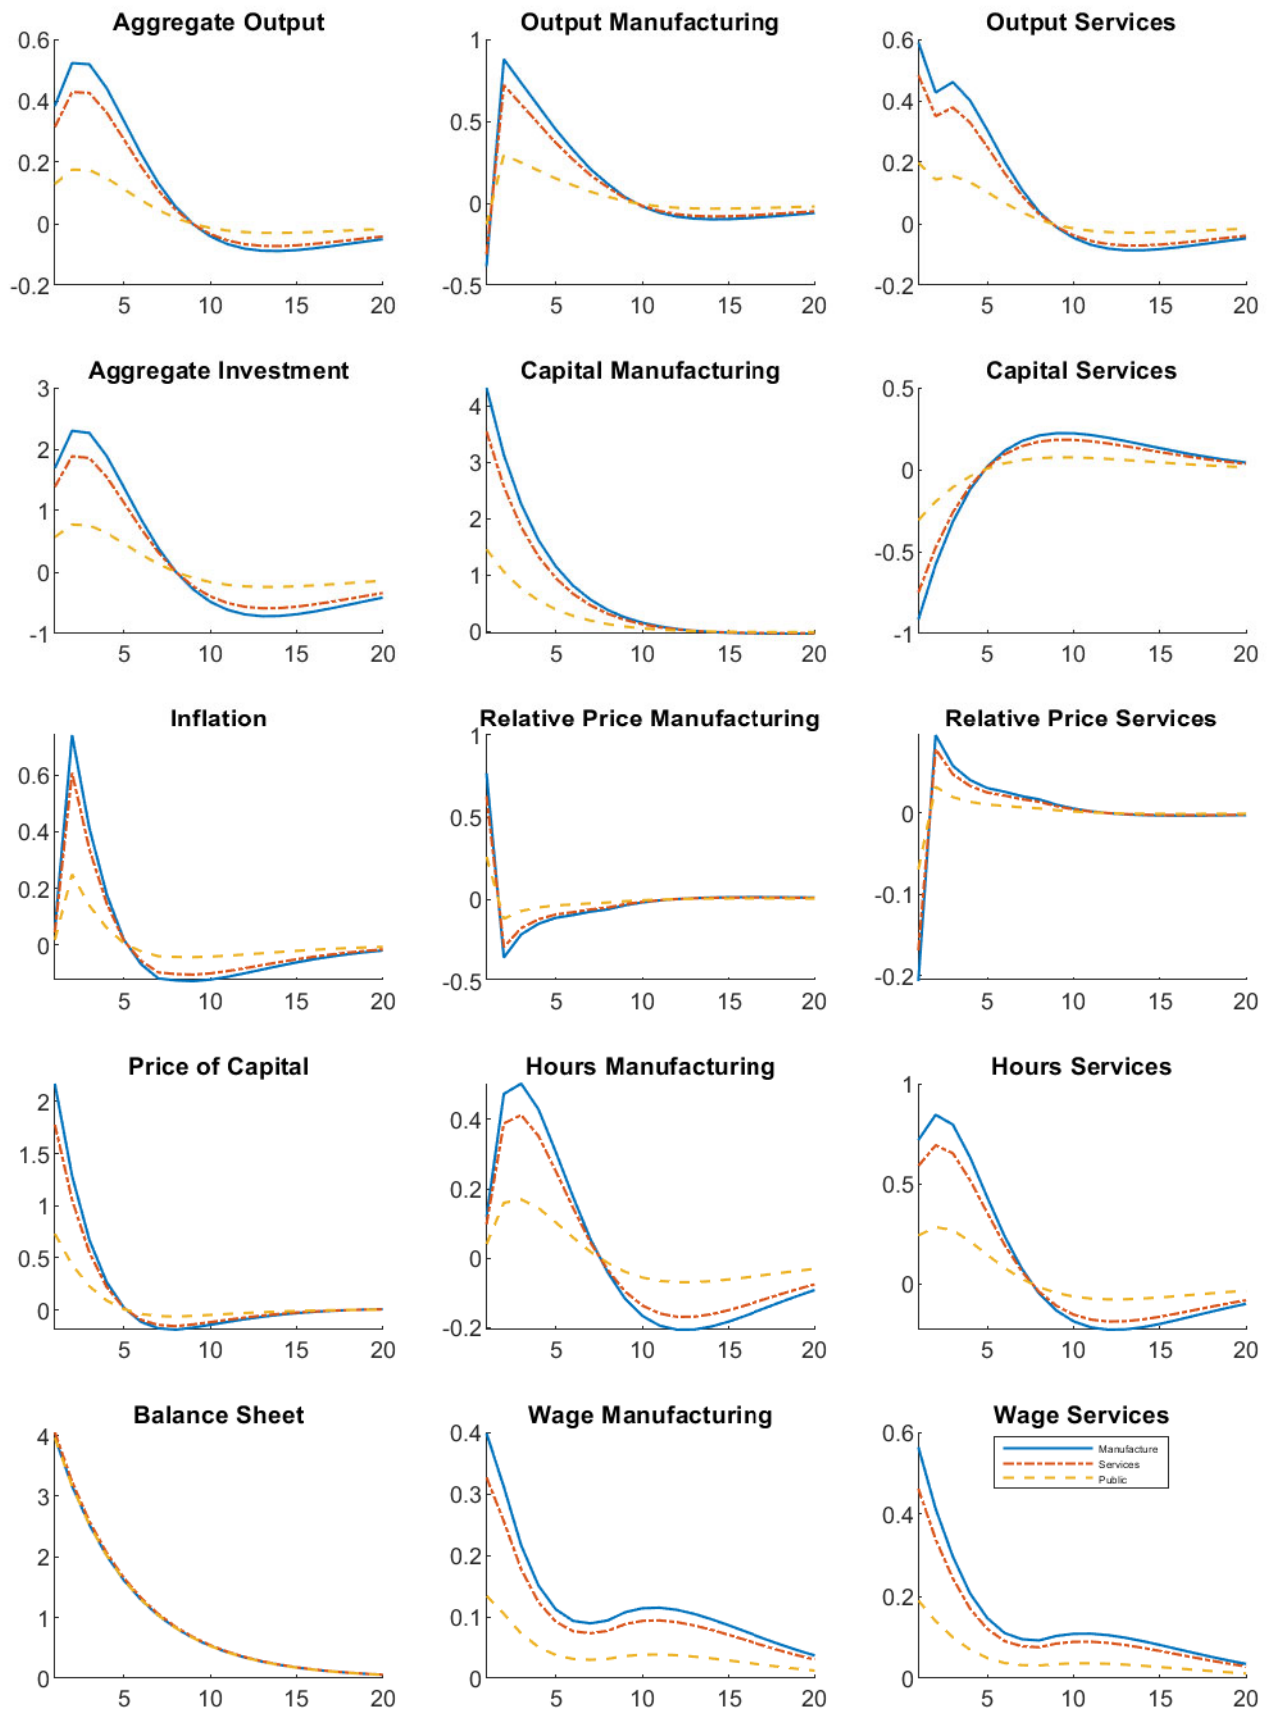 Aggregate Output
Output Manufacturing
Output Services
0.6
0.4
0.2
0
-0.2
5 10 15 20
1
0.5
0
-0.5
5 10 15 20
0.6
0.4
0.2
0
-0.2
5 10 15 20
Aggregate Investment
Capital Manufacturing
Capital Services
3
2
1
0
-1
5 10 15 20
4
3
2
1
0
5 10 15 20
0.5
0
-0.5
-1
5 10 15 20
Inflation
Relative Price Manufacturing
Relative Price Services
0.6
0.4
0.2
0
5 10 15 20
1
0.5
0
-0.5
5 10 15 20
0
-0.1
-0.2
5 10 15 20
Price of Capital
Hours Manufacturing
Hours Services
2
1.5
1
0.5
0
5 10 15 20
0.4
0.2
0
-0.2
5 10 15 20
1
0.5
0
5 10 15 20
Balance Sheet
Wage Manufacturing
Wage Services
4
3
2
1
0
5 10 15 20
0.4
0.3
0.2
0.1
0
5 10 15 20
0.6
0.4
0.2
0
5 10 15 20
Manufacture
Services
Public